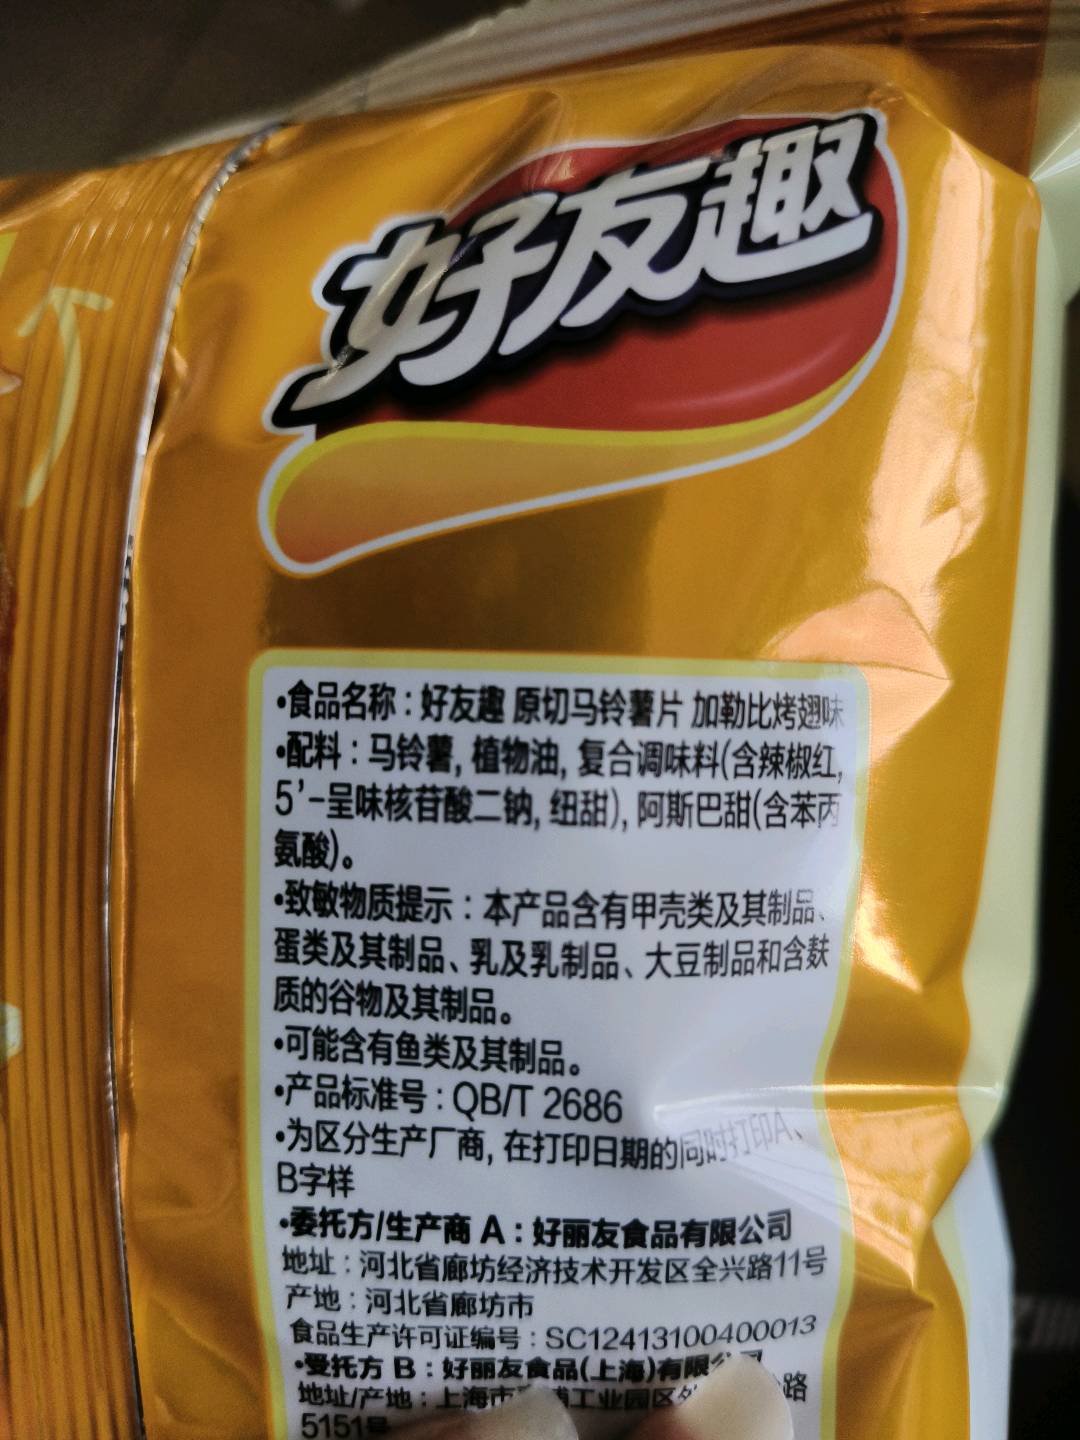 好友趣
•食品名称：好友趣 原切马铃薯片 加勒比烤翅味
•配料：马铃薯, 植物油, 复合调味料(含辣椒红,
5’-呈味核苷酸二钠, 纽甜), 阿斯巴甜(含苯丙
氨酸)。
•致敏物质提示：本产品含有甲壳类及其制品、
蛋类及其制品、乳及乳制品、大豆制品和含麸
质的谷物及其制品。
•可能含有鱼类及其制品。
•产品标准号：QB/T 2686
•为区分生产厂商, 在打印日期的同时打印A、
B字样
•委托方/生产商 A：好丽友食品有限公司
地址：河北省廊坊经济技术开发区全兴路11号
产地：河北省廊坊市
食品生产许可证编号：SC12413100400013
•受托方 B：好丽友食品(上海)有限公司
地址/产地：上海市 工业园区 路
5151号